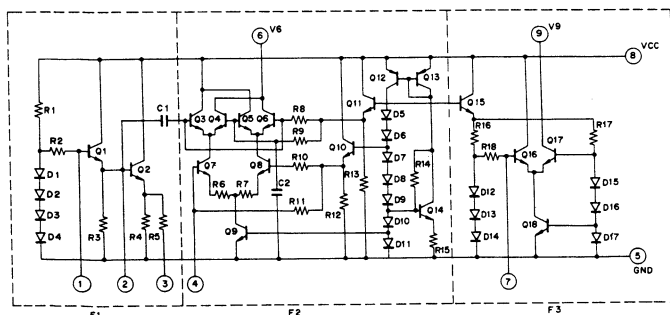 6 V6
9 V9
8 VCC
Q12 Q13
R1
C1
Q3 Q4 Q5 Q6
R8
Q11
D5
Q15
R16
R17
R2
Q1
Q2
R9
D6
R18
Q16
Q17
Q10
D7
D1
Q7
Q8
R10
R14
D2
R6 R7
C2
R13
D8
D12
D15
D3
R11
D9
D13
D16
D4
R3
R4
R5
Q9
R12
D10
Q14
D14
Q18
D17
D11
R15
5 GND
1
2
3
4
7
F1
F2
F3